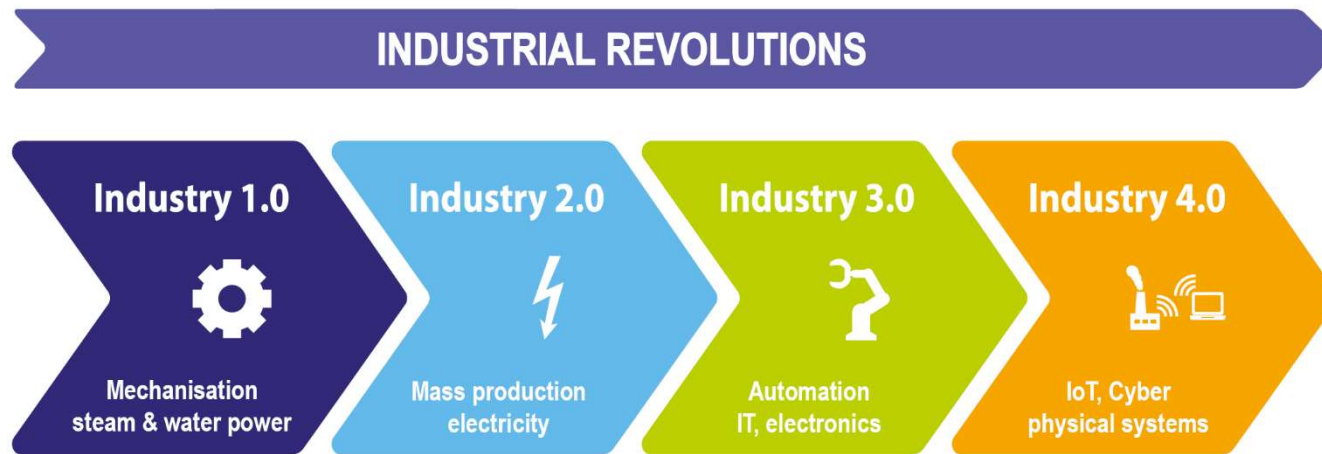 INDUSTRIAL REVOLUTIONS
Industry 1.0
Mechanisation
steam & water power
Industry 2.0
Mass production
electricity
Industry 3.0
Automation
IT, electronics
Industry 4.0
IoT, Cyber
physical systems